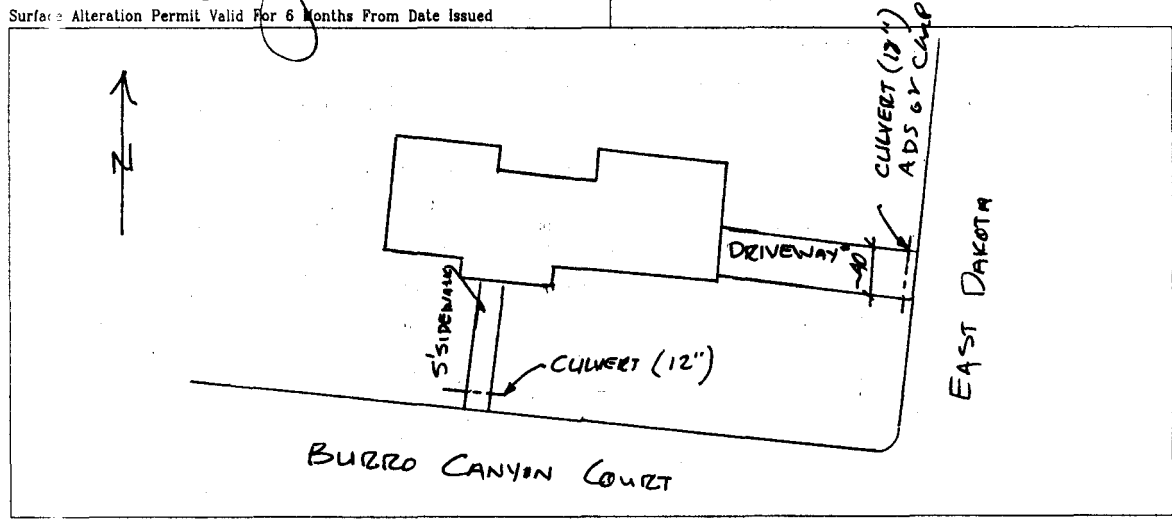 Surface Alteration Permit Valid For 6 Months From Date Issued
N
CULVERT (18")
ADS or CMP
DRIVEWAY
~40
EAST DAKOTA
5' SIDEWALK
CULVERT (12")
BURRO CANYON COURT